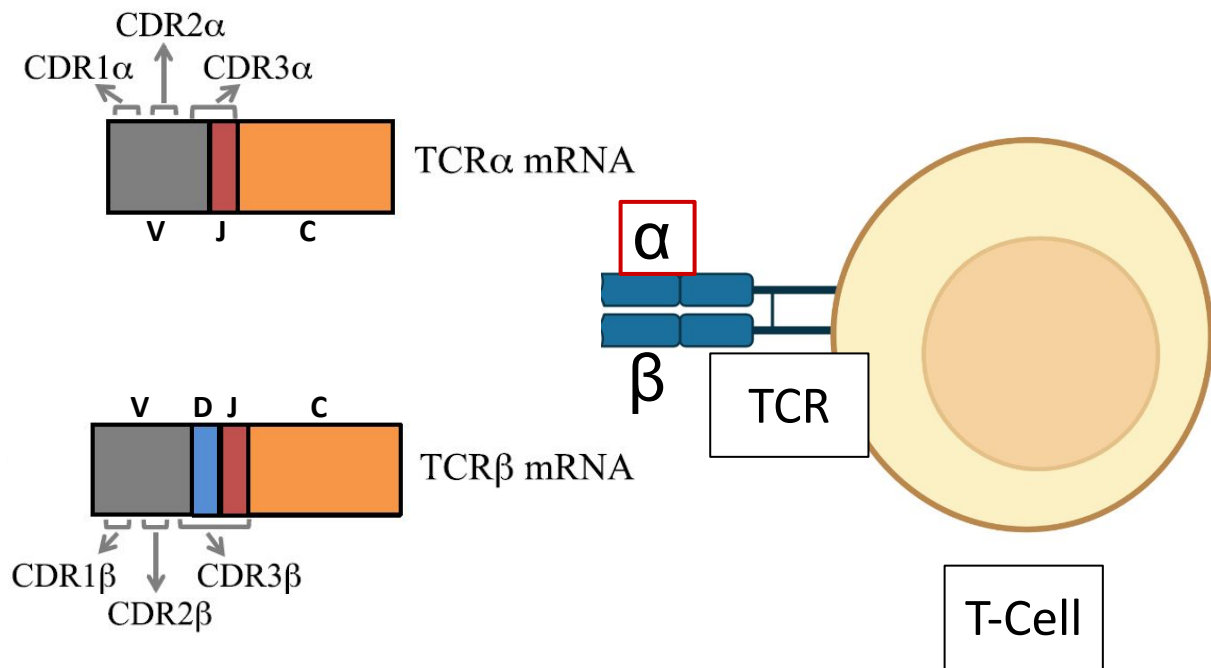 CDR2α
CDR1α
CDR3α
TCRα mRNA
V J C
α
β
TCR
V D J C
TCRβ mRNA
CDR1β
CDR3β
CDR2β
T-Cell